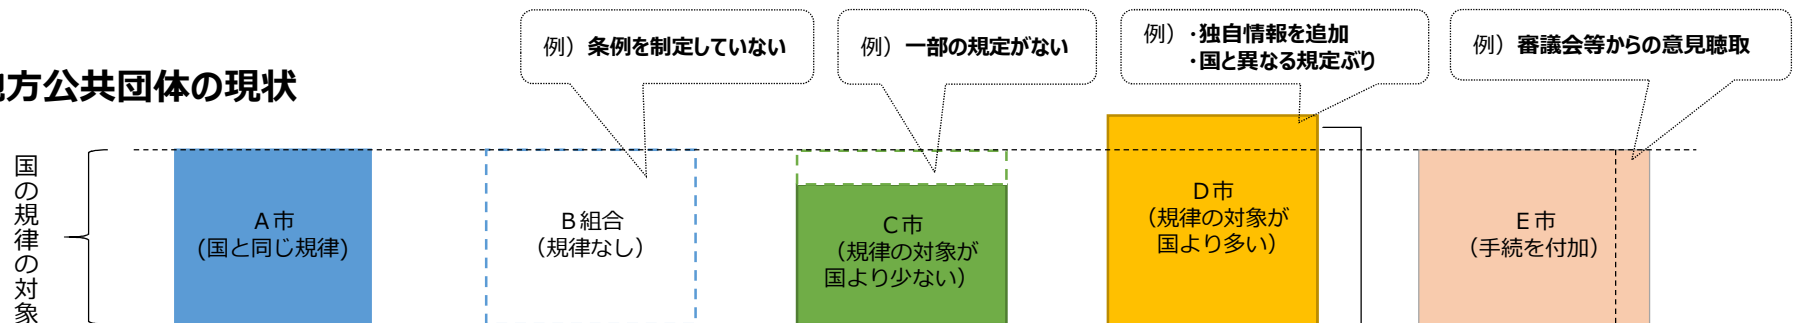 例）条例を制定していない
例）一部の規定がない
例）・独自情報を追加
・国と異なる規定ぶり
例）審議会等からの意見聴取
方公共団体の現状
国の規律の対象
A市
(国と同じ規律)
B組合
（規律なし）
C市
（規律の対象が
国より少ない）
D市
（規律の対象が
国より多い）
E市
（手続を付加）